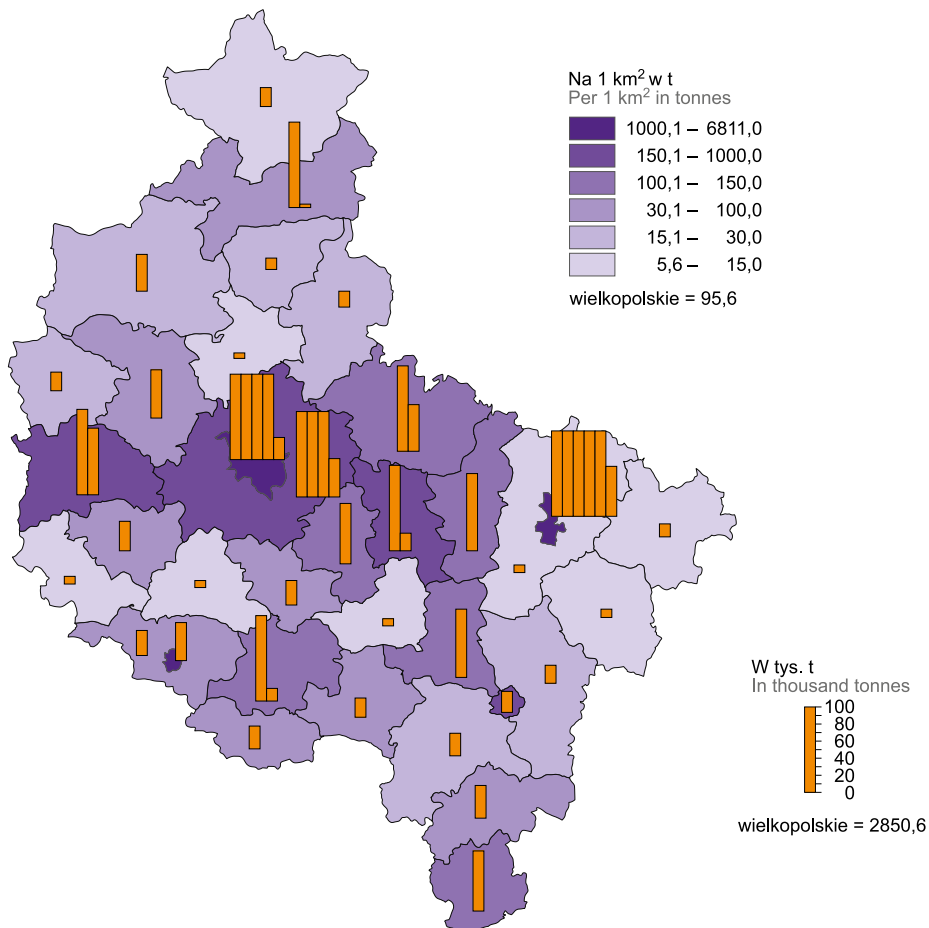 Na 1 km² w t
Per 1 km² in tonnes
1000,1 – 6811,0
150,1 – 1000,0
100,1 – 150,0
30,1 – 100,0
15,1 – 30,0
5,6 – 15,0
wielkopolskie = 95,6
W tys. t
In thousand tonnes
100
80
60
40
20
0
wielkopolskie = 2850,6